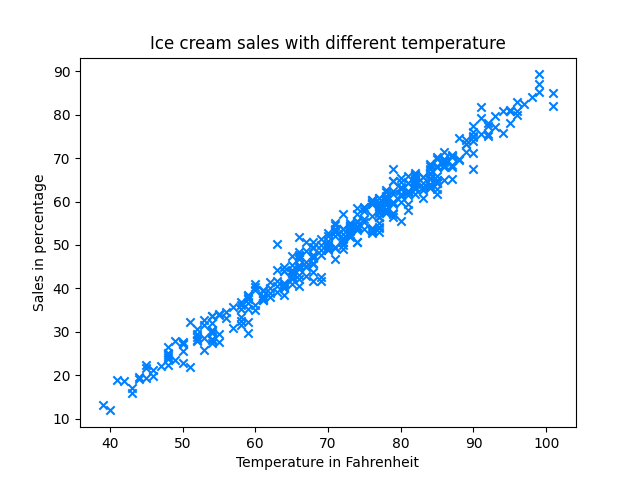 Ice cream sales with different temperature
90
80
70
60
50
40
30
20
10
Sales in percentage
40 50 60 70 80 90 100
Temperature in Fahrenheit